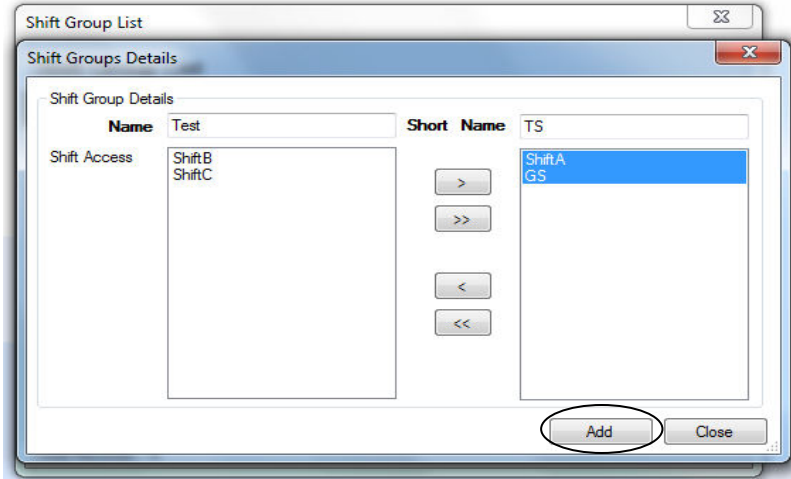 Shift Group List
Shift Groups Details
Shift Group Details
Name Test Short Name TS
Shift Access ShiftB ShiftA
ShiftC GS
>
>>
<
<<
Add Close